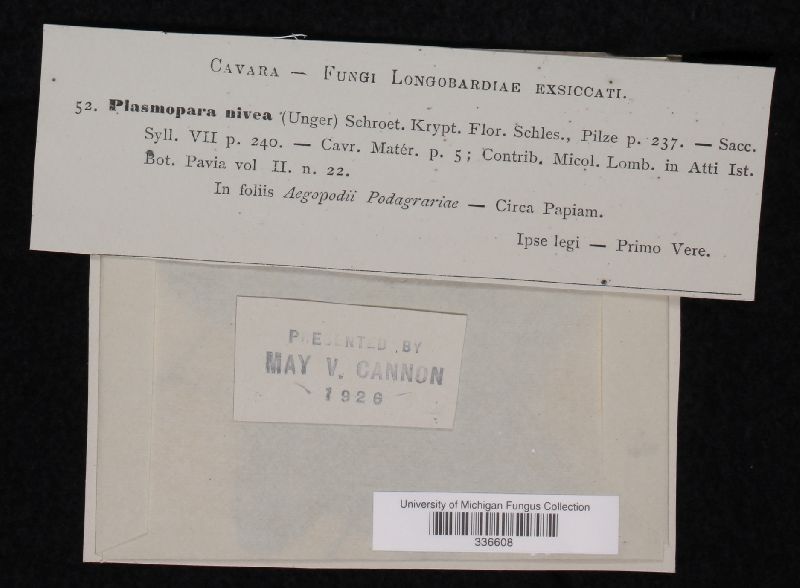 CAVARA — FUNGI LONGOBARDIAE EXSICCATI.
52. Plasmopara nivea (Unger) Schroet. Krypt. Flor. Schles., Pilze p. 237. — Sacc.
Syll. VII p. 240. — Cavr. Matér. p. 5; Contrib. Micol. Lomb. in Atti Ist.
Bot. Pavia vol II. n. 22.
In foliis Aegopodii Podagrariae — Circa Papiam.
Ipse legi — Primo Vere.
PRESENTED BY
MAY V. CANNON
1926
University of Michigan Fungus Collection
336608